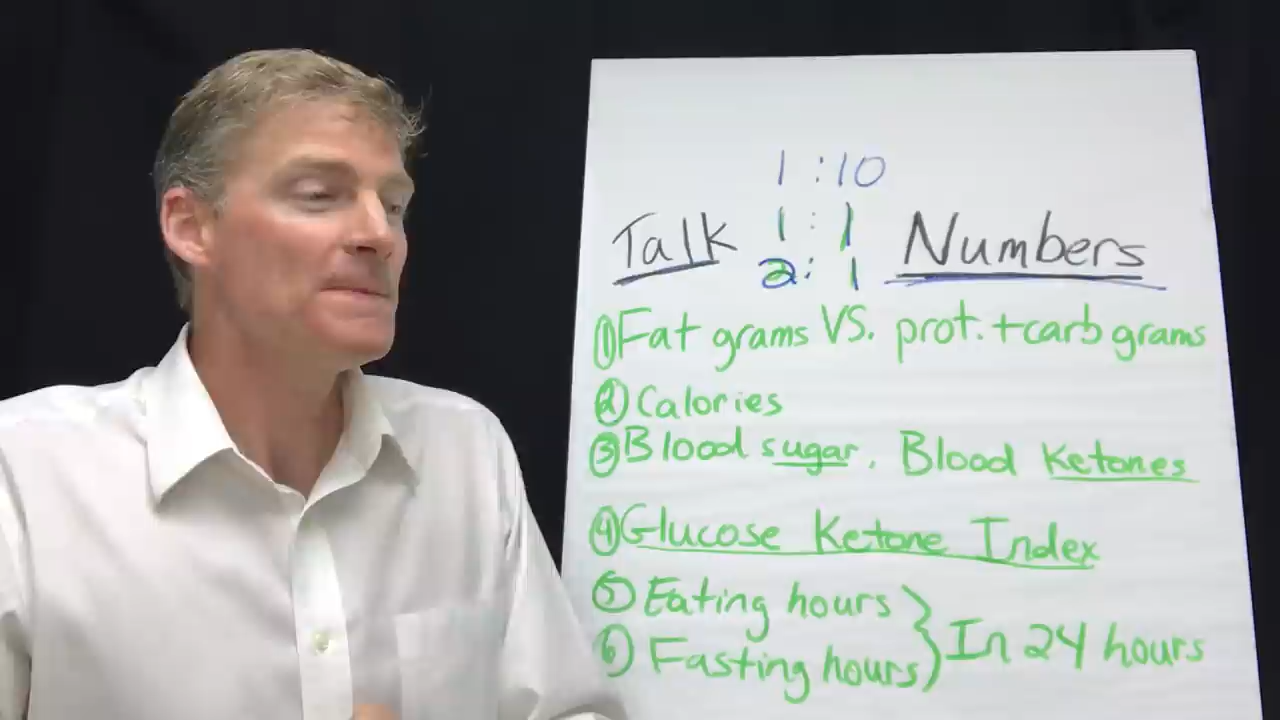 1 : 10
1 : 1
Talk 2 : 1 Numbers
① Fat grams VS. prot. + carb grams
② Calories
③ Blood sugar, Blood Ketones
④ Glucose Ketone Index
⑤ Eating hours
⑥ Fasting hours } In 24 hours